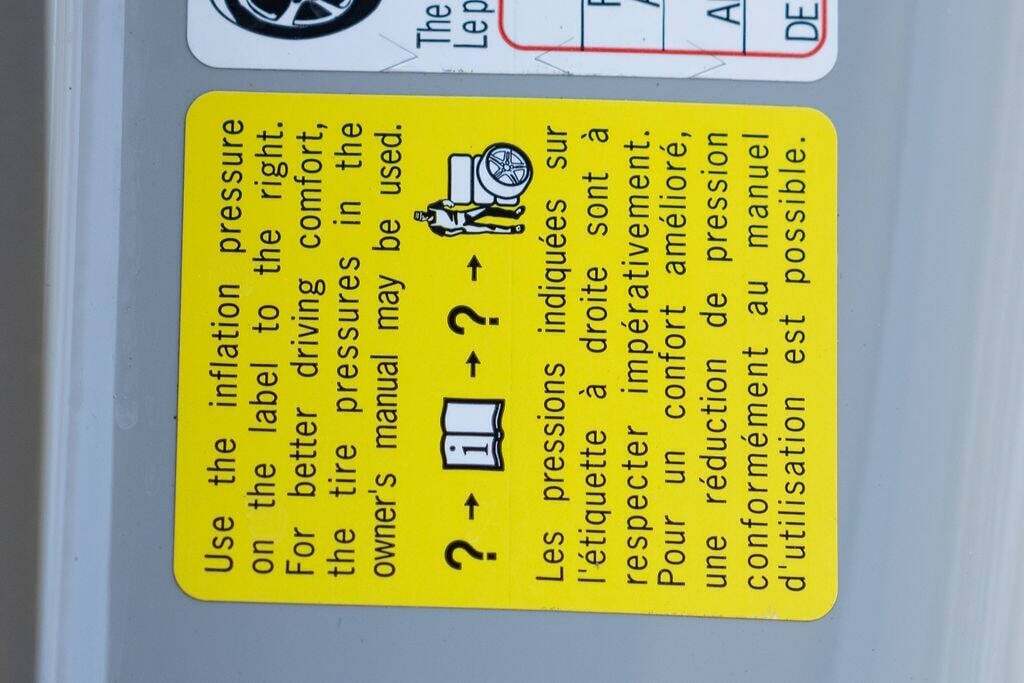 Use the inflation pressure
on the label to the right.
For better driving comfort,
the tire pressures in the
owner's manual may be used.
? → i → ? →
Les pressions indiquées sur
l'étiquette à droite sont à
respecter impérativement.
Pour un confort amélioré,
une réduction de pression
conformément au manuel
d'utilisation est possible.
The
Le p